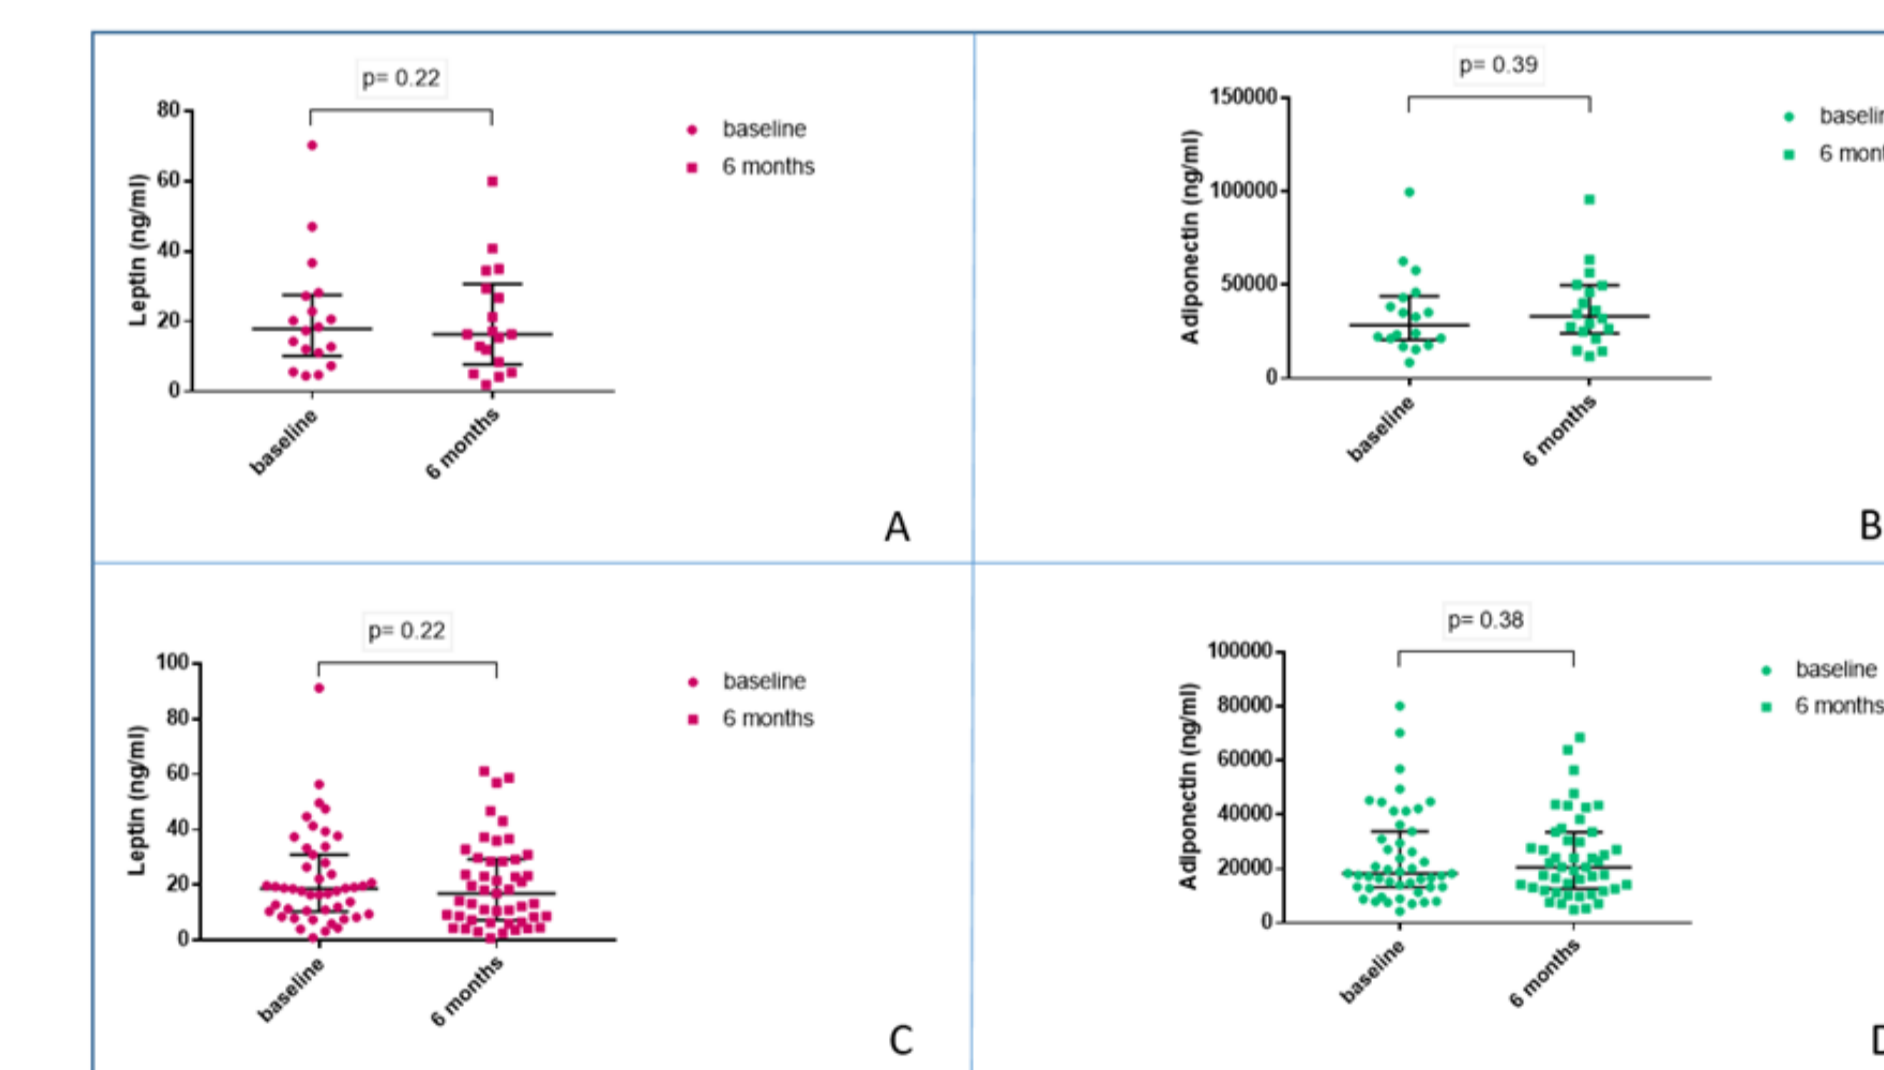 p= 0.22
80
60
40
20
0
Leptin (ng/ml)
baseline
6 months
baseline
6 months
A
p= 0.39
150000
100000
50000
0
Adiponectin (ng/ml)
baseline
6 months
6
B
p= 0.22
100
80
60
40
20
0
Leptin (ng/ml)
baseline
6 months
baseline
6 months
C
p= 0.38
100000
80000
60000
40000
20000
0
Adiponectin (ng/ml)
baseline
6 months
baseline
6 months